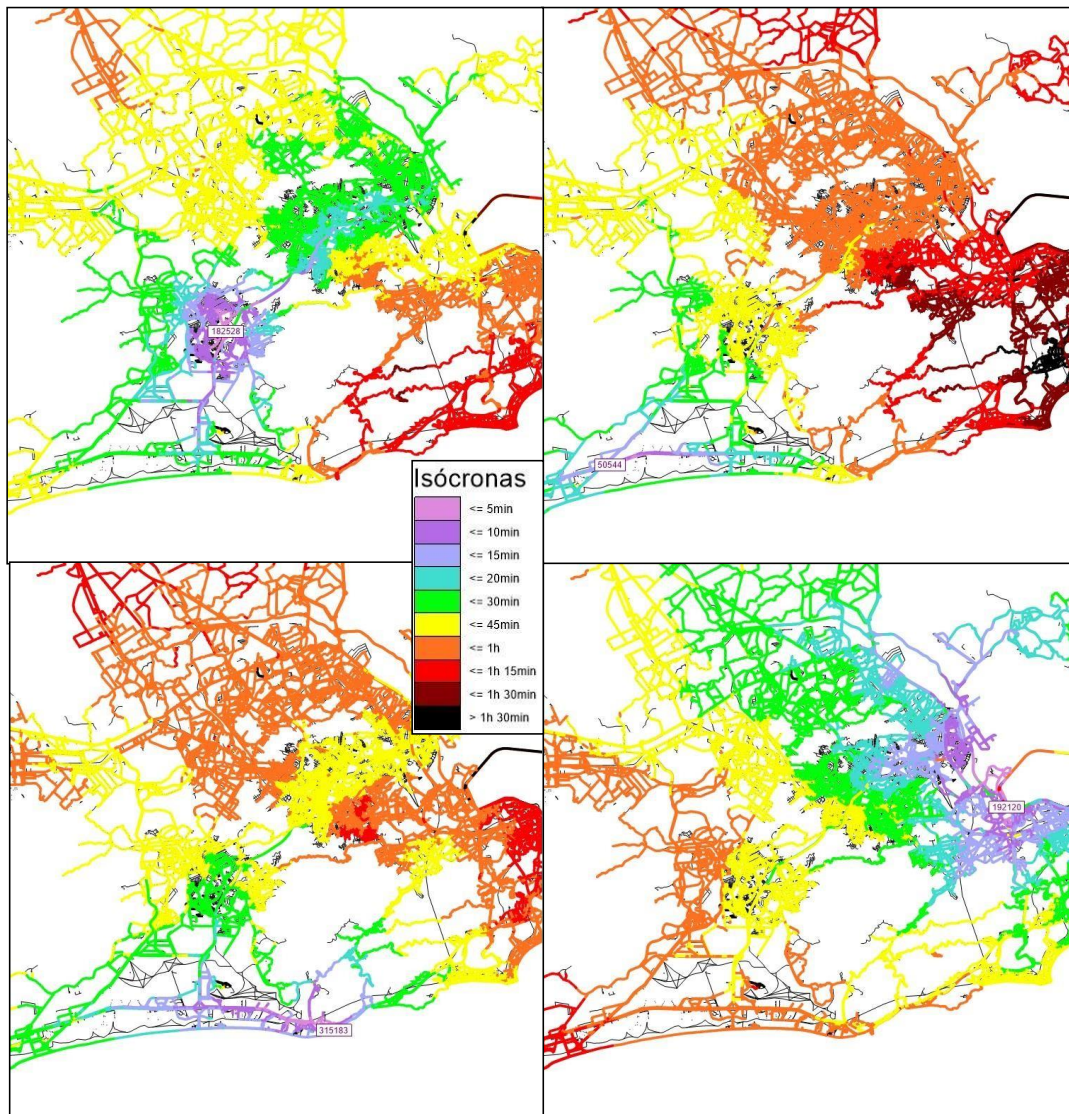 182528
50544
Isócronas
<= 5min
<= 10min
<= 15min
<= 20min
<= 30min
<= 45min
<= 1h
<= 1h 15min
<= 1h 30min
> 1h 30min
192120
315183